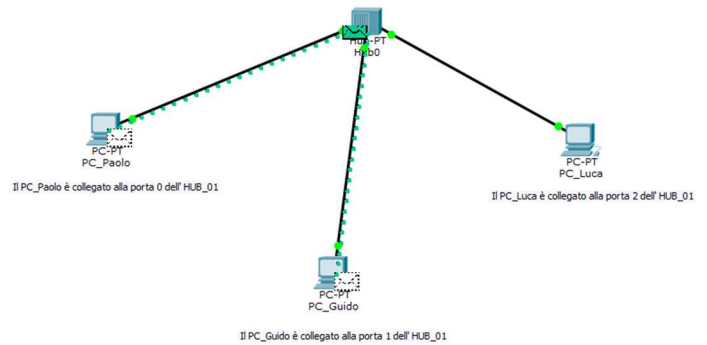 Hub-PT
Hub0
PC-PT
PC_Paolo
Il PC_Paolo è collegato alla porta 0 dell' HUB_01
PC-PT
PC_Luca
Il PC_Luca è collegato alla porta 2 dell' HUB_01
PC-PT
PC_Guido
Il PC_Guido è collegato alla porta 1 dell' HUB_01